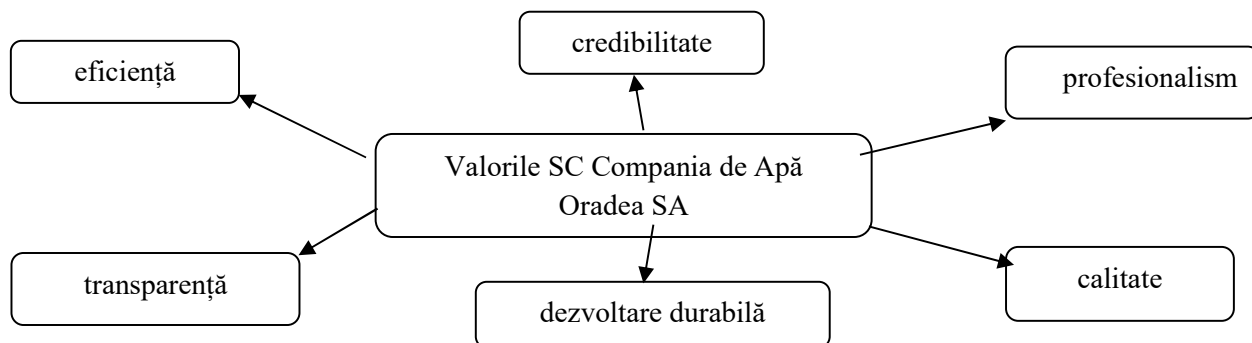 credibilitate
eficiență
profesionalism
Valorile SC Compania de Apă
Oradea SA
transparență
calitate
dezvoltare durabilă